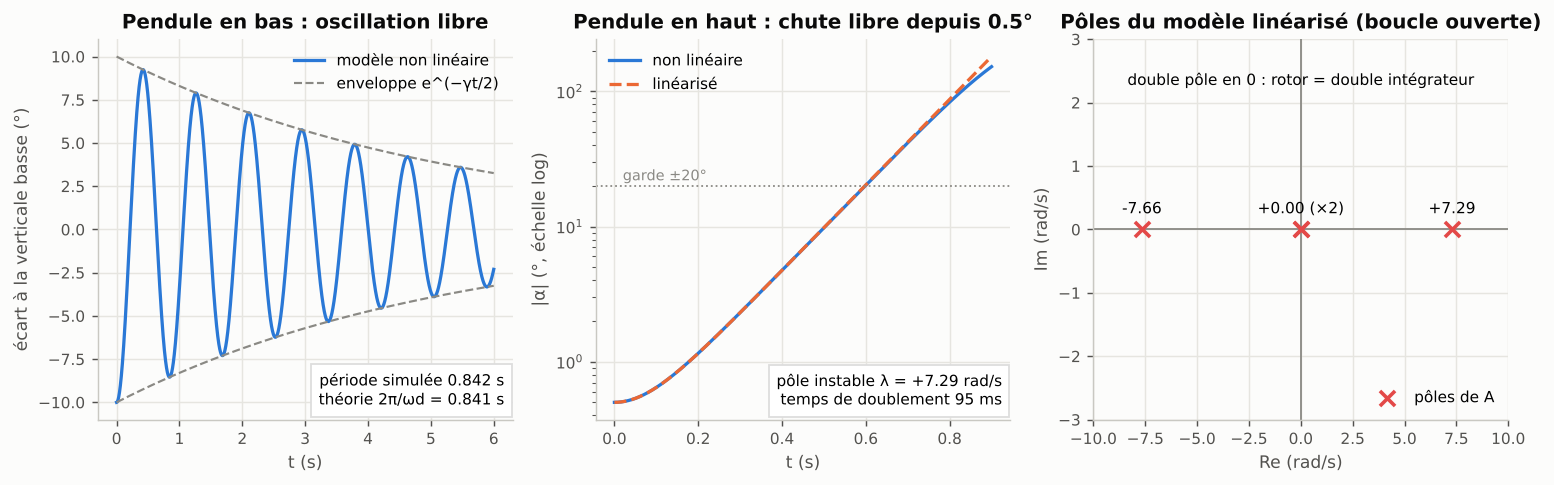 Pendule en bas : oscillation libre
écart à la verticale basse (°)
10.0
7.5
5.0
2.5
0.0
−2.5
−5.0
−7.5
−10.0
modèle non linéaire
enveloppe e^(−γt/2)
période simulée 0.842 s
théorie 2π/ωd = 0.841 s
0 1 2 3 4 5 6
t (s)
Pendule en haut : chute libre depuis 0.5°
|α| (°, échelle log)
10²
10¹
10⁰
non linéaire
linéarisé
garde ±20°
pôle instable λ = +7.29 rad/s
temps de doublement 95 ms
0.0 0.2 0.4 0.6 0.8
t (s)
Pôles du modèle linéarisé (boucle ouverte)
Im (rad/s)
3
2
1
0
−1
−2
−3
double pôle en 0 : rotor = double intégrateur
-7.66 +0.00 (×2) +7.29
pôles de A
−10.0 −7.5 −5.0 −2.5 0.0 2.5 5.0 7.5 10.0
Re (rad/s)